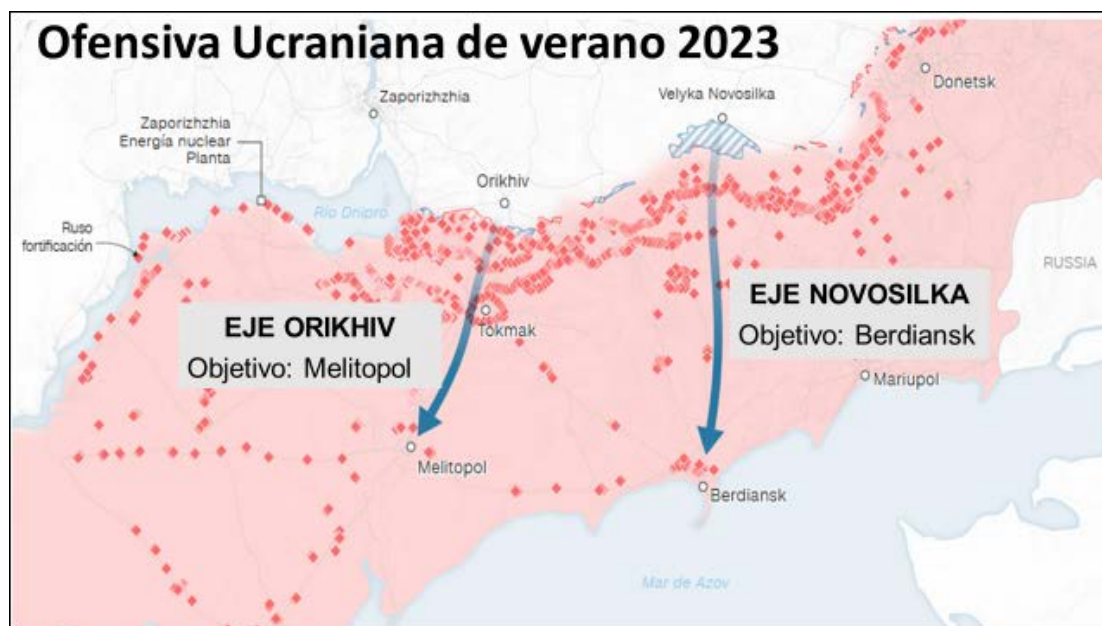 Ofensiva Ucraniana de verano 2023
Donetsk
Zaporizhzhia
Velyka Novosilka
Zaporizhzhia
Energía nuclear
Planta
Orikhiv
Río Dnipro
Ruso
fortificación
RUSSIA
EJE NOVOSILKA
Objetivo: Berdiansk
EJE ORIKHIV
Objetivo: Melitopol
Tokmak
Mariupol
Melitopol
Berdiansk
Mar de Azov